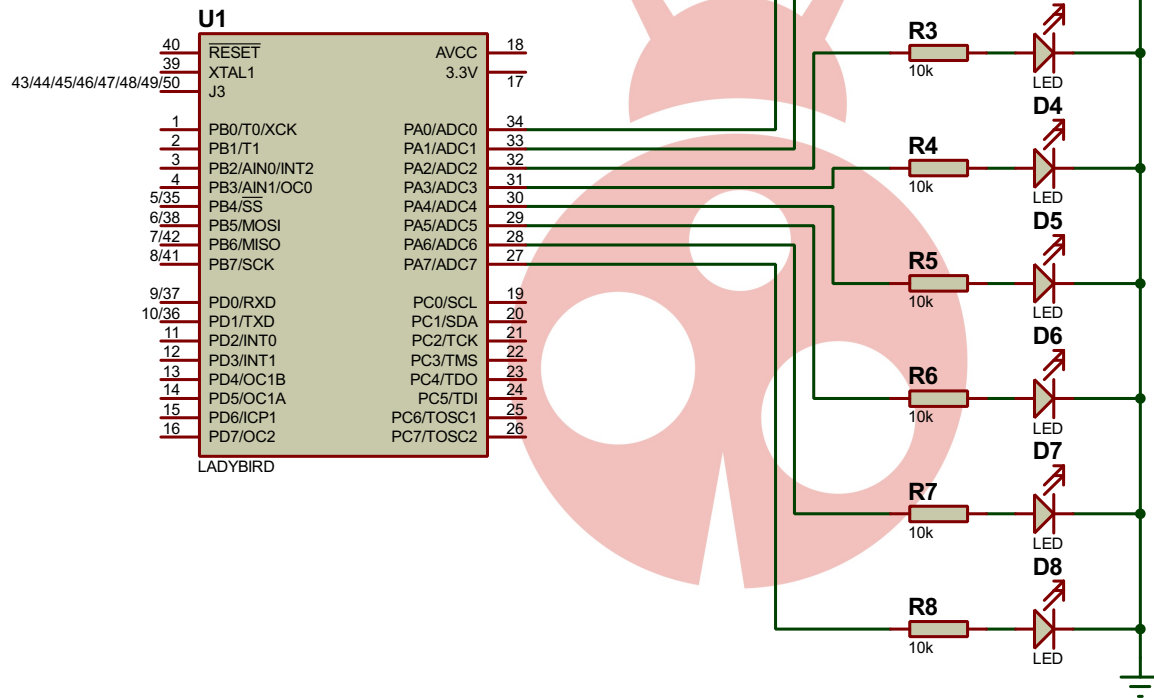 U1
40 RESET AVCC 18
39 XTAL1 3.3V 17
43/44/45/46/47/48/49/50 J3
1 PB0/T0/XCK PA0/ADC0 34
2 PB1/T1 PA1/ADC1 33
3 PB2/AIN0/INT2 PA2/ADC2 32
4 PB3/AIN1/OC0 PA3/ADC3 31
5/35 PB4/SS PA4/ADC4 30
6/38 PB5/MOSI PA5/ADC5 29
7/42 PB6/MISO PA6/ADC6 28
8/41 PB7/SCK PA7/ADC7 27
9/37 PD0/RXD PC0/SCL 19
10/36 PD1/TXD PC1/SDA 20
11 PD2/INT0 PC2/TCK 21
12 PD3/INT1 PC3/TMS 22
13 PD4/OC1B PC4/TDO 23
14 PD5/OC1A PC5/TDI 24
15 PD6/ICP1 PC6/TOSC1 25
16 PD7/OC2 PC7/TOSC2 26
LADYBIRD
R3
10k
LED
D4
R4
10k
LED
D5
R5
10k
LED
D6
R6
10k
LED
D7
R7
10k
LED
D8
R8
10k
LED